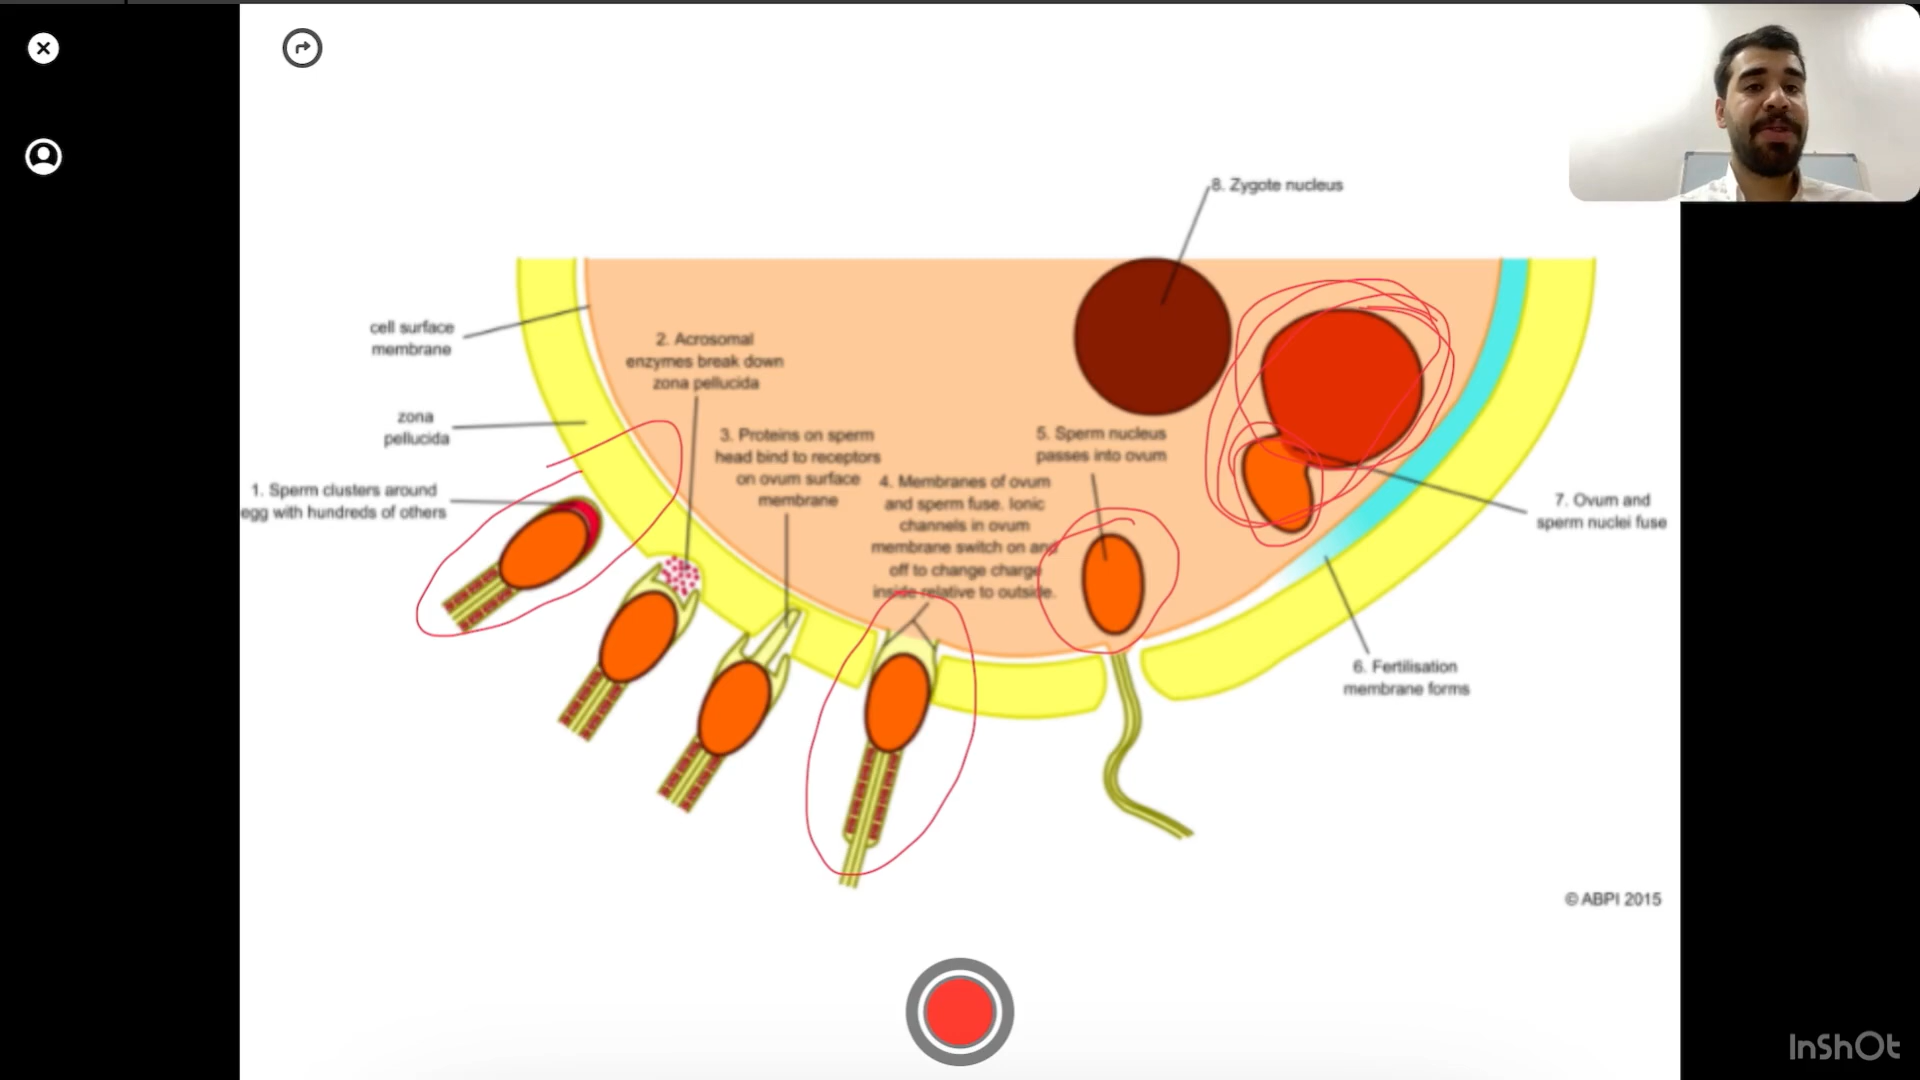 8. Zygote nucleus
cell surface
membrane
2. Acrosomal
enzymes break down
zona pellucida
zona
pellucida
3. Proteins on sperm
head bind to receptors
on ovum surface
membrane
5. Sperm nucleus
passes into ovum
1. Sperm clusters around
egg with hundreds of others
4. Membranes of ovum
and sperm fuse. Ionic
channels in ovum
membrane switch on and
off to change charge
inside relative to outside.
7. Ovum and
sperm nuclei fuse
6. Fertilisation
membrane forms
© ABPI 2015
InShOt